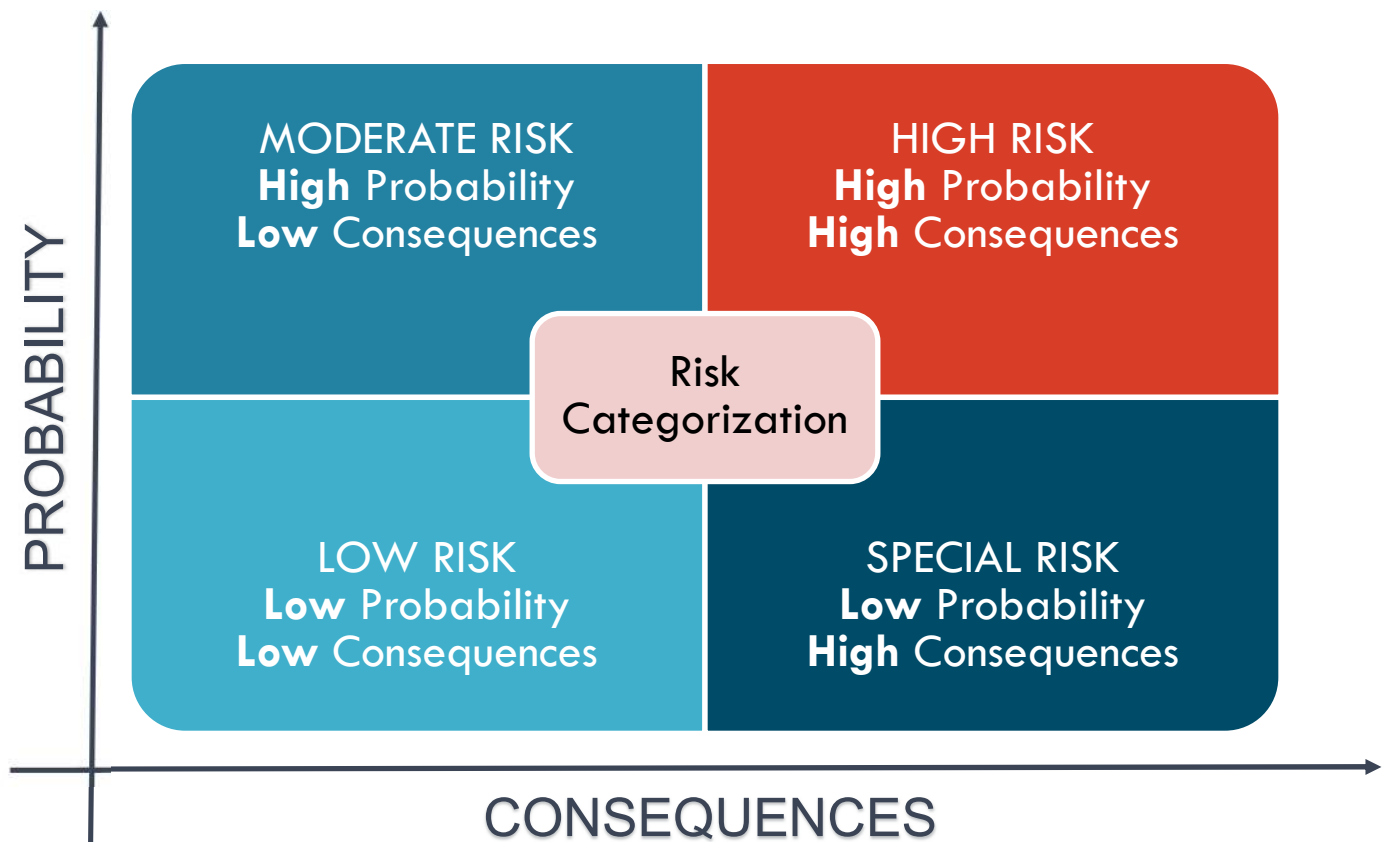 PROBABILITY
MODERATE RISK
High Probability
Low Consequences
HIGH RISK
High Probability
High Consequences
Risk
Categorization
LOW RISK
Low Probability
Low Consequences
SPECIAL RISK
Low Probability
High Consequences
CONSEQUENCES